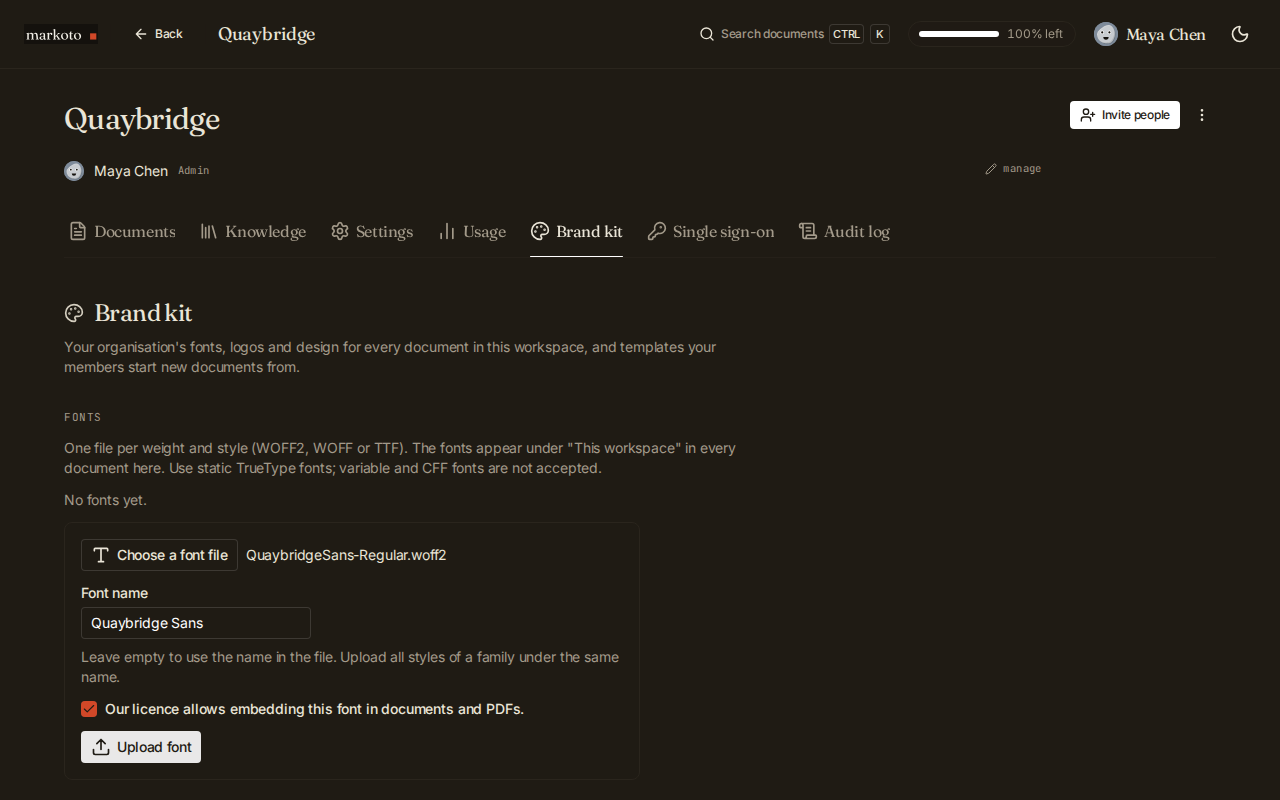 markoto
Back
Quaybridge
Search documents CTRL K
100% left
Maya Chen
Quaybridge
Invite people
Maya Chen Admin
manage
Documents
Knowledge
Settings
Usage
Brand kit
Single sign-on
Audit log
Brand kit
Your organisation's fonts, logos and design for every document in this workspace, and templates your
members start new documents from.
FONTS
One file per weight and style (WOFF2, WOFF or TTF). The fonts appear under "This workspace" in every
document here. Use static TrueType fonts; variable and CFF fonts are not accepted.
No fonts yet.
Choose a font file QuaybridgeSans-Regular.woff2
Font name
Quaybridge Sans
Leave empty to use the name in the file. Upload all styles of a family under the same
name.
Our licence allows embedding this font in documents and PDFs.
Upload font